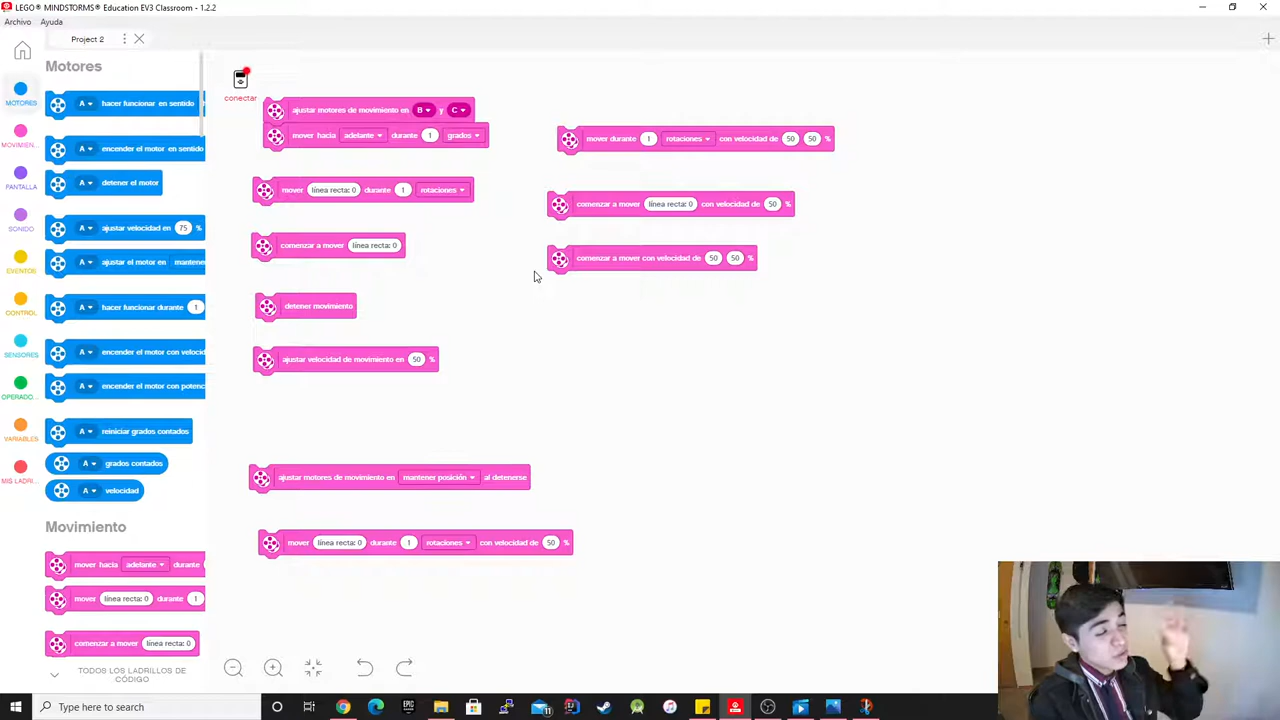 LEGO® MINDSTORMS® Education EV3 Classroom - 1.2.2
Archivo Ayuda
Project 2
MOTORES
MOVIMIEN...
PANTALLA
SONIDO
EVENTOS
CONTROL
SENSORES
OPERADO...
VARIABLES
MIS LADRI...
Motores
A hacer funcionar en sentido
A encender el motor en sentido
A detener el motor
A ajustar velocidad en 75 %
A ajustar el motor en manten
A hacer funcionar durante 1
A encender el motor con velocid
A encender el motor con potenc
A reiniciar grados contados
A grados contados
A velocidad
Movimiento
mover hacia adelante durante
mover línea recta: 0 durante 1
comenzar a mover línea recta: 0
TODOS LOS LADRILLOS DE
CÓDIGO
conectar
ajustar motores de movimiento en B y C
mover hacia adelante durante 1 grados
mover línea recta: 0 durante 1 rotaciones
comenzar a mover línea recta: 0
detener movimiento
ajustar velocidad de movimiento en 50 %
ajustar motores de movimiento en mantener posición al detenerse
mover línea recta: 0 durante 1 rotaciones con velocidad de 50 %
mover durante 1 rotaciones con velocidad de 50 50 %
comenzar a mover línea recta: 0 con velocidad de 50 %
comenzar a mover con velocidad de 50 50 %
Type here to search
EPIC
11